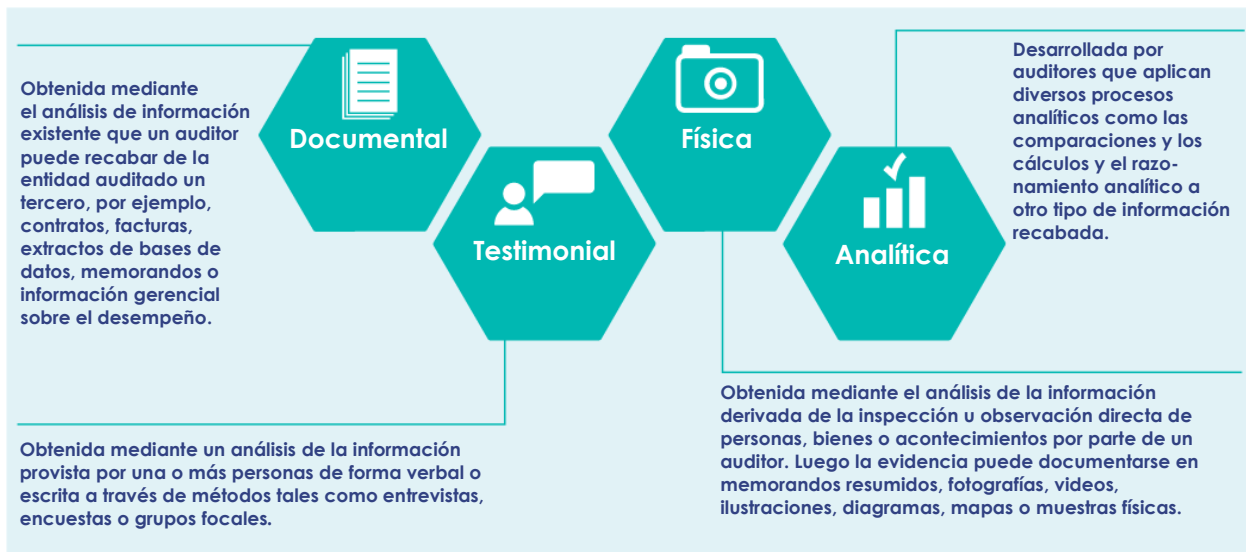 Documental
Obtenida mediante
el análisis de información
existente que un auditor
puede recabar de la
entidad auditado un
tercero, por ejemplo,
contratos, facturas,
extractos de bases de
datos, memorandos o
información gerencial
sobre el desempeño.
Testimonial
Obtenida mediante un análisis de la información
provista por una o más personas de forma verbal o
escrita a través de métodos tales como entrevistas,
encuestas o grupos focales.
Física
Obtenida mediante el análisis de la información
derivada de la inspección u observación directa de
personas, bienes o acontecimientos por parte de un
auditor. Luego la evidencia puede documentarse en
memorandos resumidos, fotografías, videos,
ilustraciones, diagramas, mapas o muestras físicas.
Analítica
Desarrollada por
auditores que aplican
diversos procesos
analíticos como las
comparaciones y los
cálculos y el razo-
namiento analítico a
otro tipo de información
recabada.